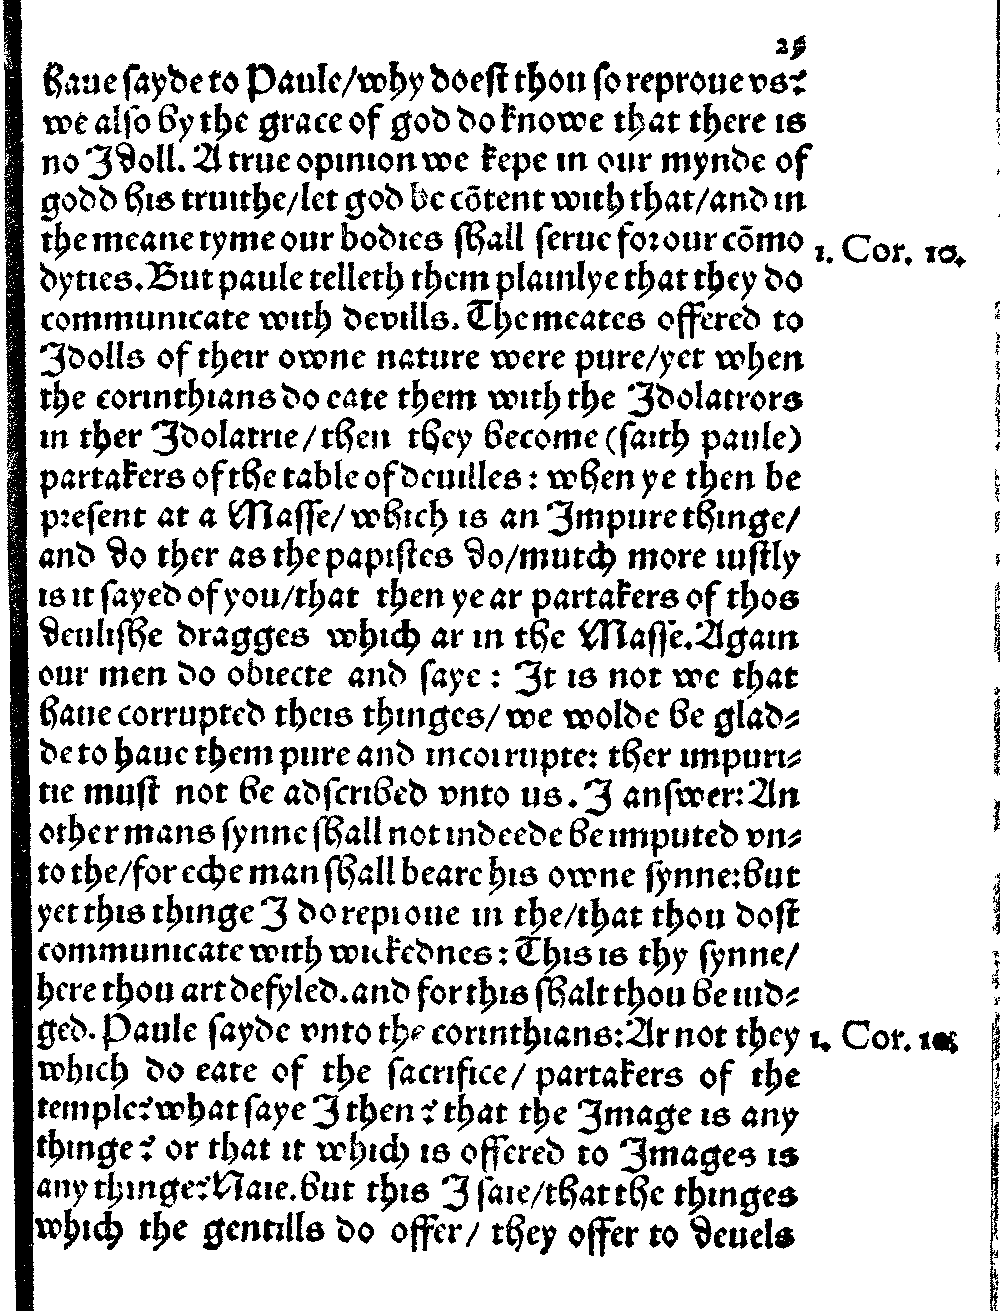 25
haue sayde to Paule/why doest thou so reproue vs?
we also by the grace of god do knowe that there is
no Idoll. A true opinion we kepe in our mynde of
godd his truithe/let god be cõtent with that/and in
the meane tyme our bodies shall serue for our cõmo
1. Cor. 10.
dyties. But paule telleth them plainlye that they do
communicate with devills. The meates offered to
Idolls of their owne nature were pure/yet when
the corinthians do eate them with the Idolatrors
in ther Idolatrie/then they become (saith paule)
partakers of the table of deuilles: when ye then be
present at a Masse/which is an Impure thinge/
and do ther as the papistes do/mutch more iustly
is it sayed of you/that then ye ar partakers of thos
deulishe dragges which ar in the Masse. Again
our men do obiecte and saye: It is not we that
haue corrupted theis thinges/we wolde be glad⸗
de to haue them pure and incorrupte: ther impuri⸗
tie must not be adscribed vnto us. I answer: An
other mans synne shall not indeede be imputed vn⸗
to the/for eche man shall beare his owne synne: but
yet this thinge I do reproue in the/that thou dost
communicate with wickednes: This is thy synne/
here thou art defyled. and for this shalt thou be iud⸗
ged. Paule sayde vnto the corinthians: Ar not they
1. Cor. 10.
which do eate of the sacrifice/ partakers of the
temple? what saye I then? that the Image is any
thinge? or that it which is offered to Images is
any thinge? Naie. but this I saie/that the thinges
which the gentills do offer/ they offer to deuels